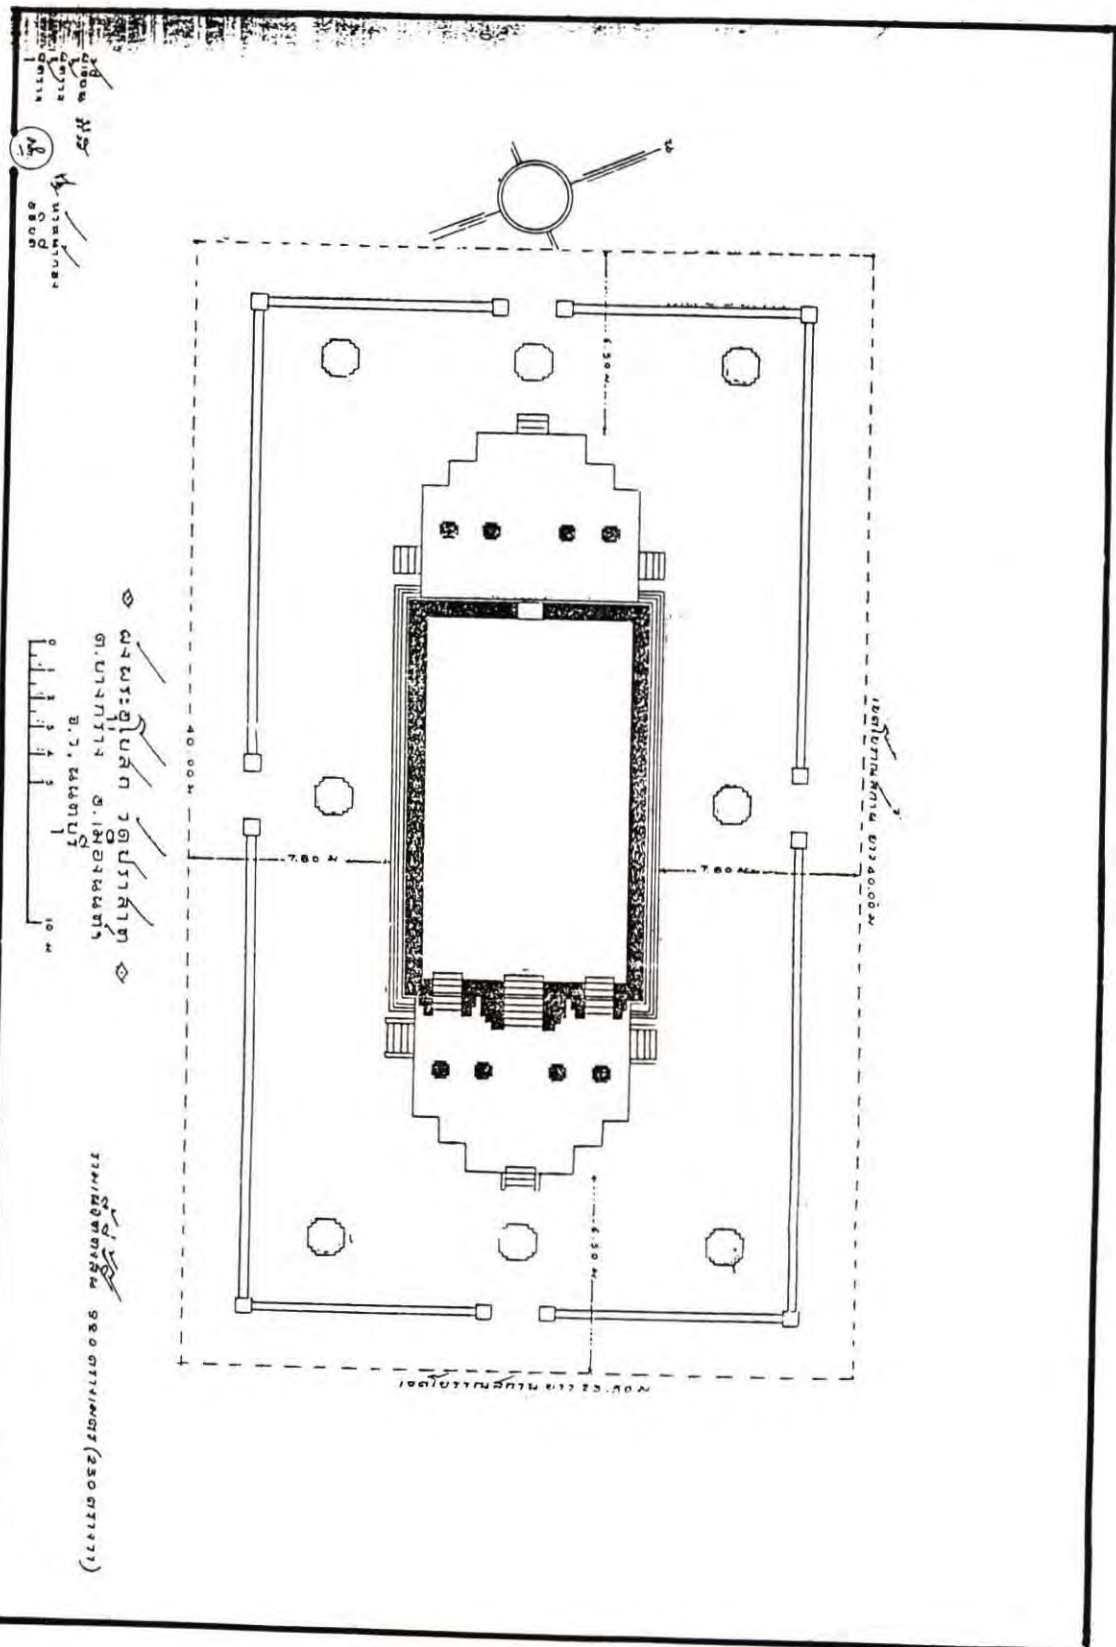 ผังพระอุโบสถ วัดปราสาท
ต.บางกร่าง อ.เมืองนนทบุรี
จ.ว. นนทบุรี
0 1 2 3 4 5 10 ม
รวมเนื้อที่ทั้งสิ้น 920 ตารางเมตร (230 ตารางวา)
เขตโบราณสถาน ยาว 40.00 ม
40.00 ม
6.50 ม
7.80 ม
7.80 ม
6.50 ม
เขตโบราณสถาน ยาว 23.50 ม